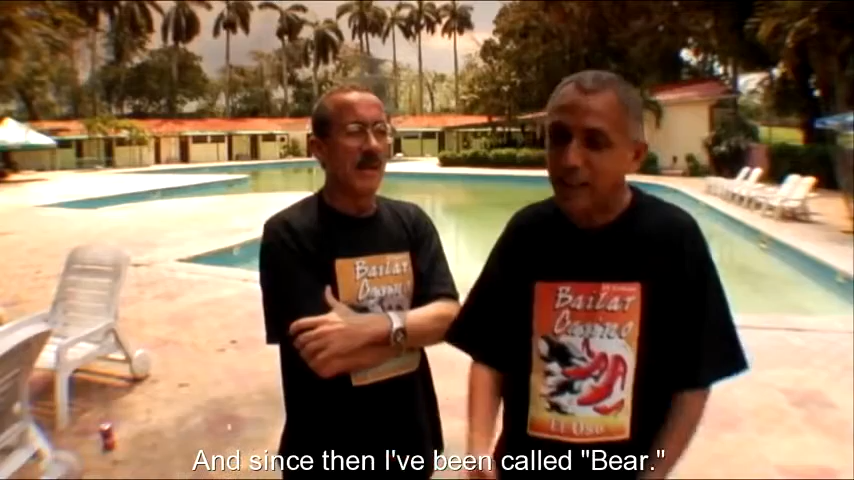 Bailar
Casino
Bailar
Casino
El Oso
And since then I've been called "Bear."